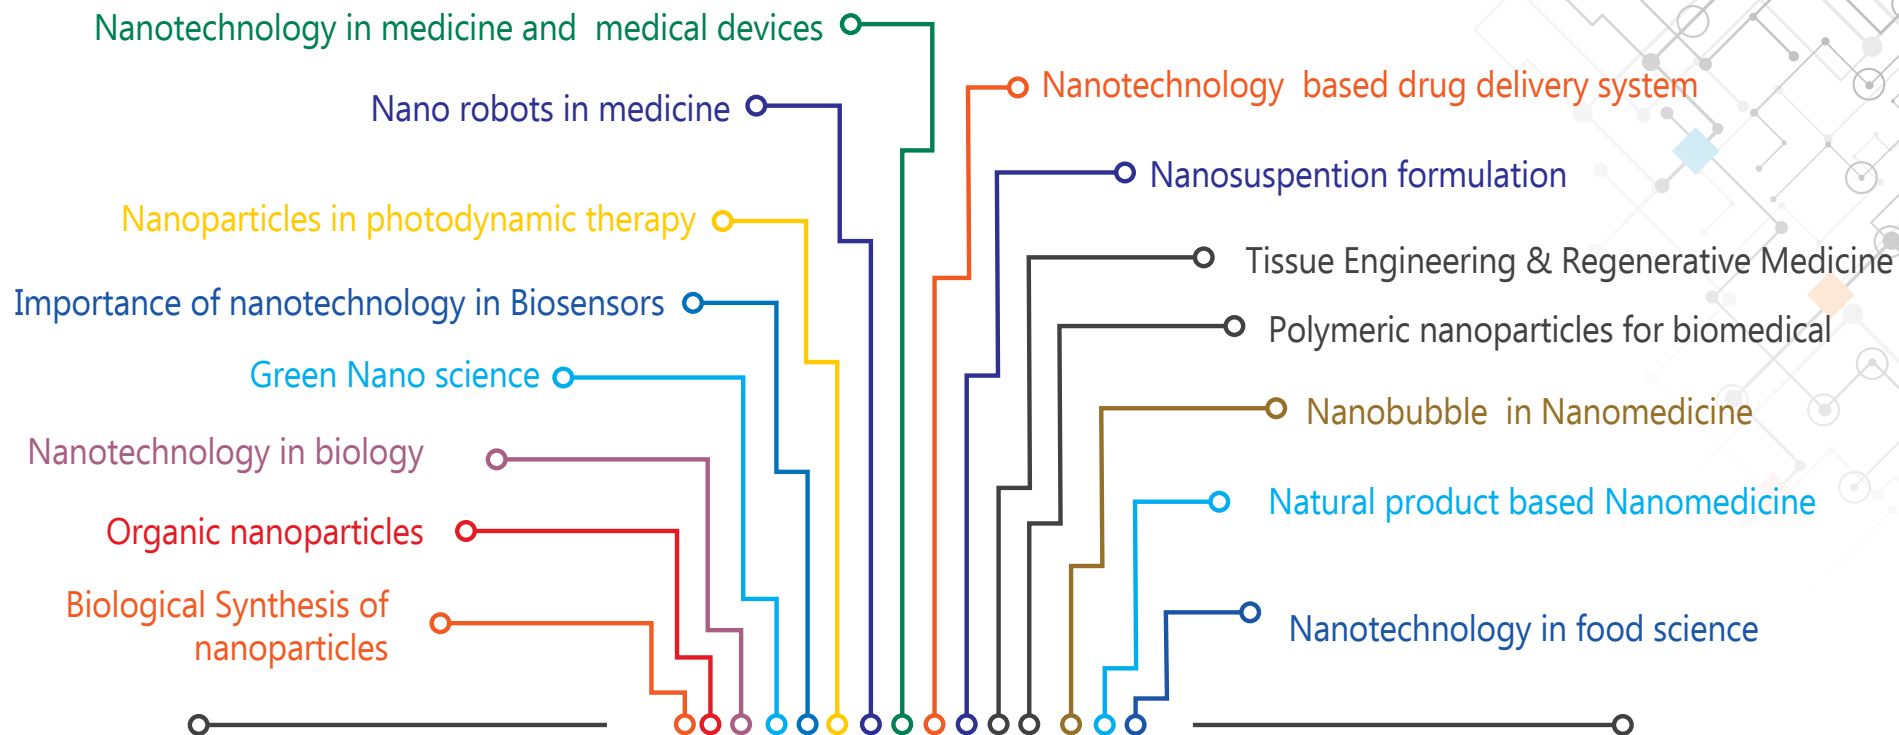 Nanotechnology in medicine and  medical devices
Nano robots in medicine
Nanoparticles in photodynamic therapy
Importance of nanotechnology in Biosensors
Green Nano science
Nanotechnology in biology
Organic nanoparticles
Biological Synthesis of
nanoparticles
Nanotechnology  based drug delivery system
Nanosuspention formulation
Tissue Engineering & Regenerative Medicine
Polymeric nanoparticles for biomedical
Nanobubble  in Nanomedicine
Natural product based Nanomedicine
Nanotechnology in food science